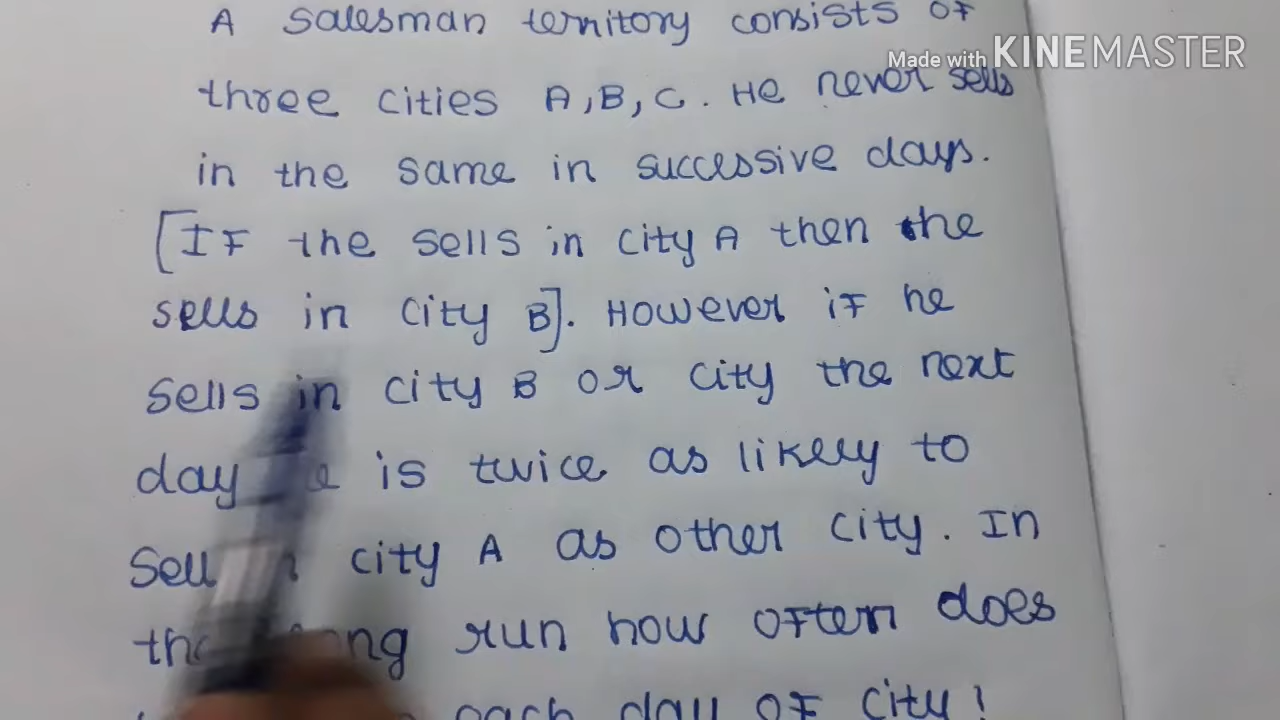 A salesman ternitory consists of
Made with KINEMASTER
three cities A, B, C. He never sells
in the same in successive days.
[IF the sells in city A then the
sells in city B]. However if he
sells in city B or city the next
day is twice as likely to
city A as other city. In
run how often does
each day of city!